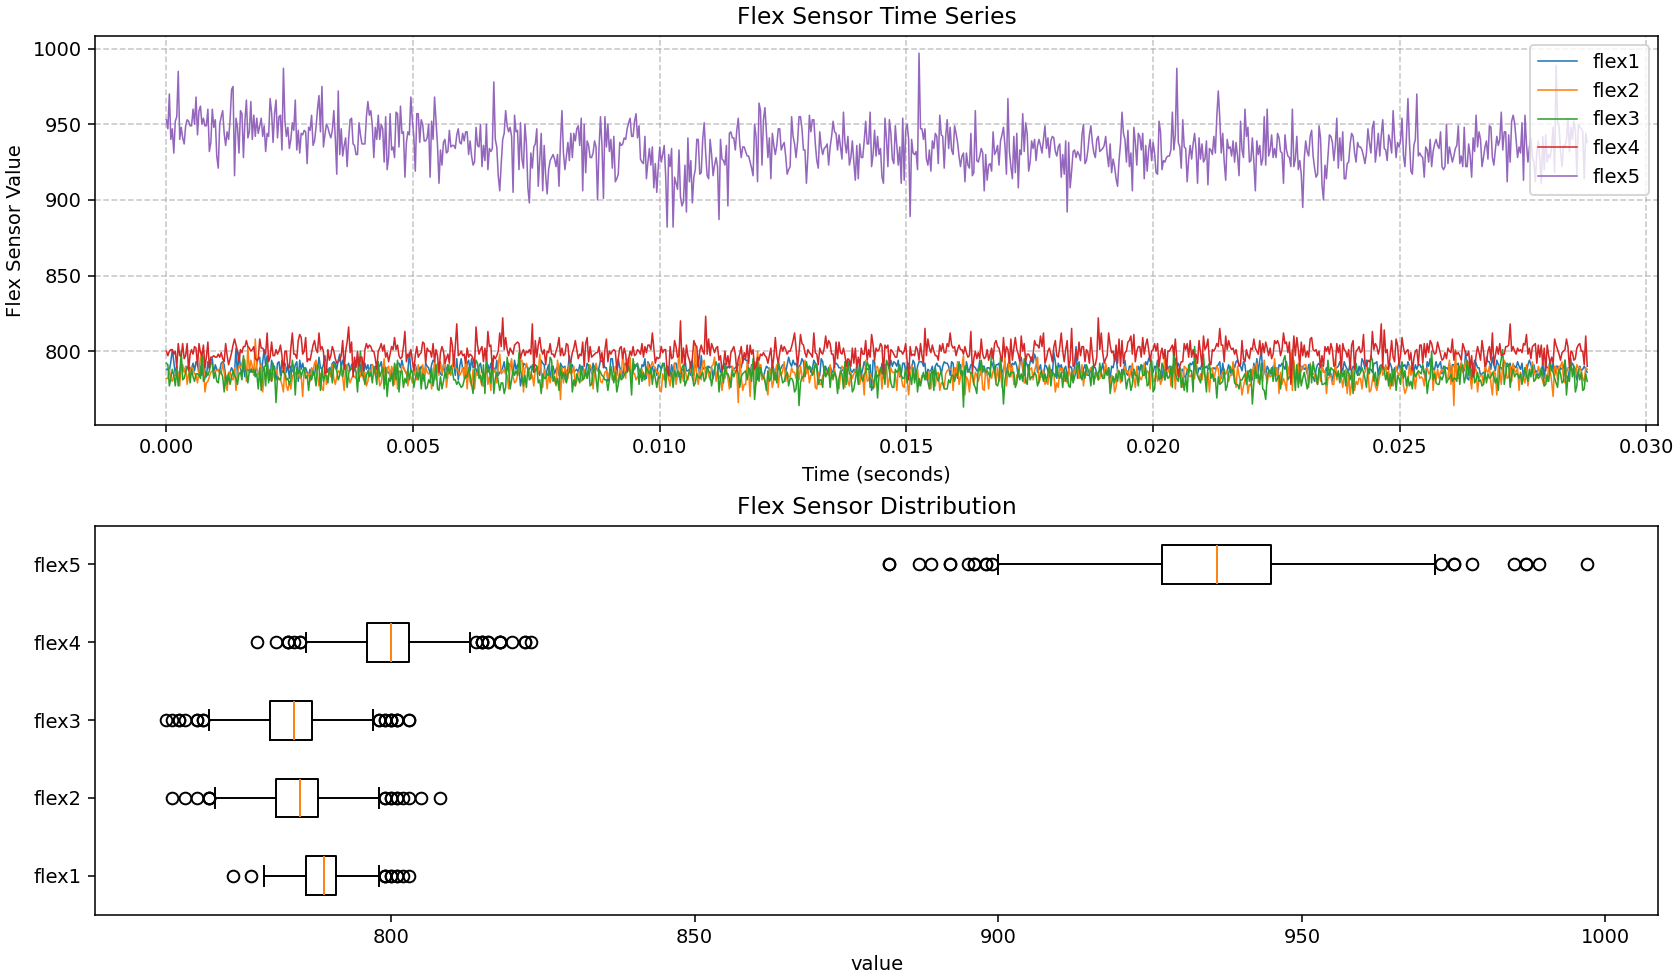 Flex Sensor Time Series
Flex Sensor Value
1000
950
900
850
800
flex1
flex2
flex3
flex4
flex5
0.000 0.005 0.010 0.015 0.020 0.025 0.030
Time (seconds)
Flex Sensor Distribution
flex5
flex4
flex3
flex2
flex1
800 850 900 950 1000
value